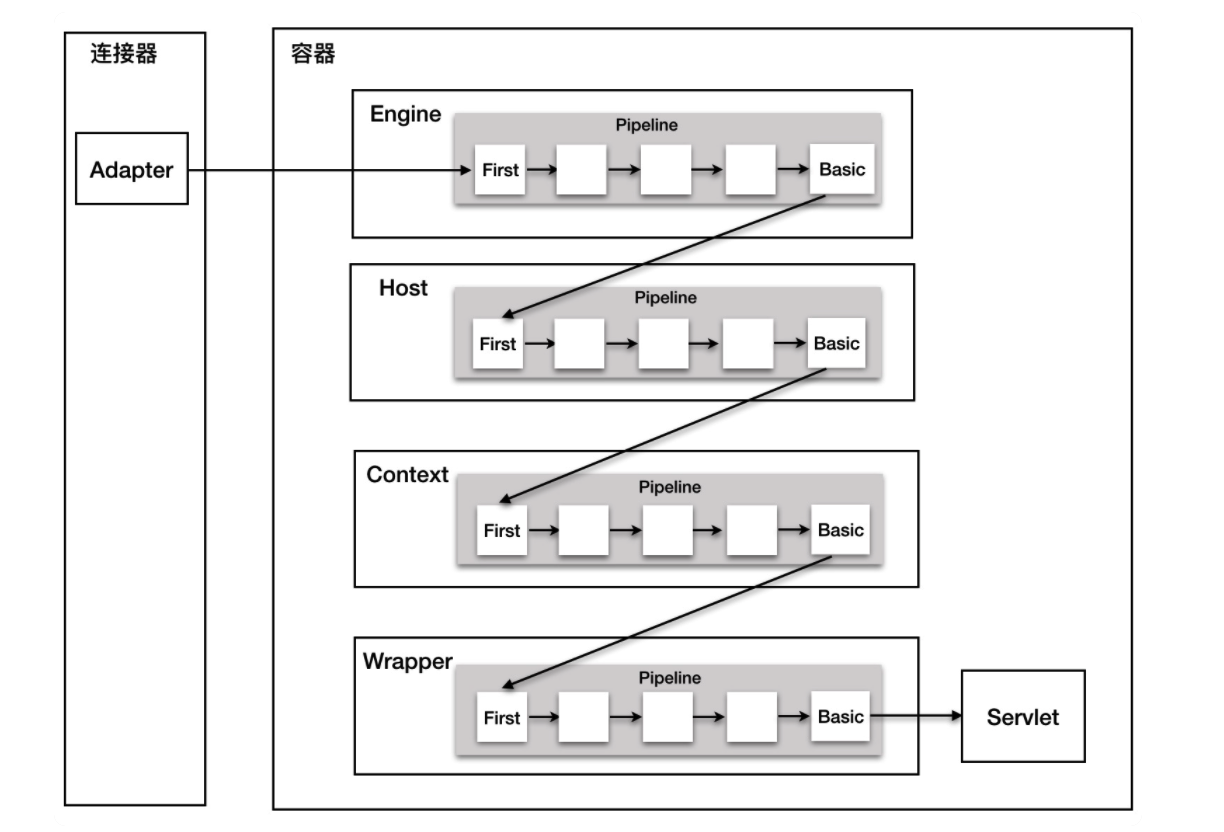 连接器
容器
Engine
Pipeline
Adapter
First
Basic
Host
Pipeline
First
Basic
Context
Pipeline
First
Basic
Wrapper
Pipeline
First
Basic
Servlet